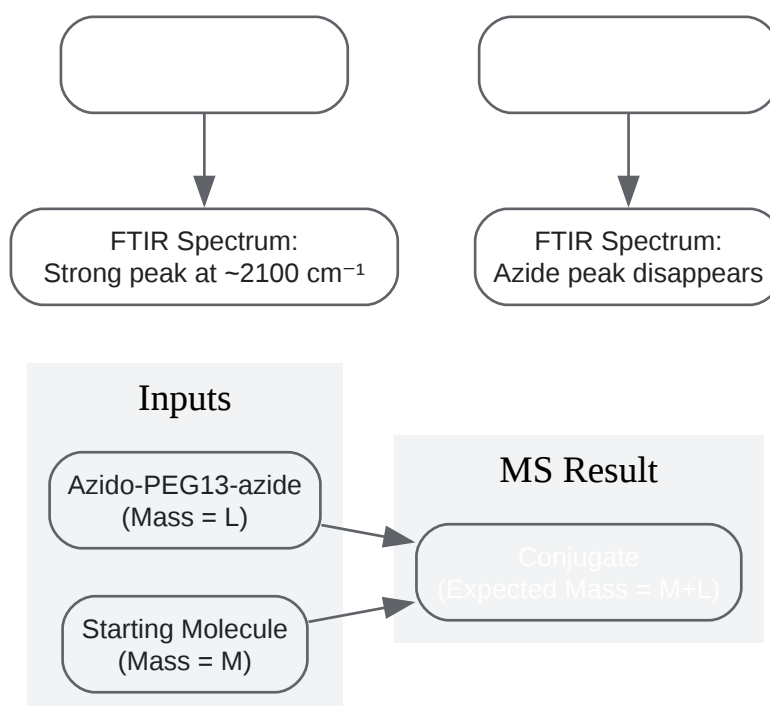 FTIR Spectrum:
Strong peak at ~2100 cm⁻¹
FTIR Spectrum:
Azide peak disappears
Inputs
Azido-PEG13-azide
(Mass = L)
Starting Molecule
(Mass = M)
MS Result
Conjugate
(Expected Mass = M+L)